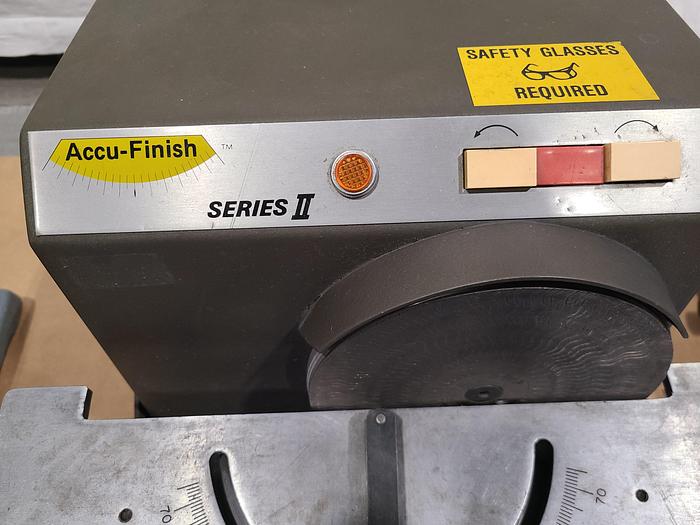 SAFETY GLASSES
REQUIRED
Accu-Finish TM
SERIES II
70
70